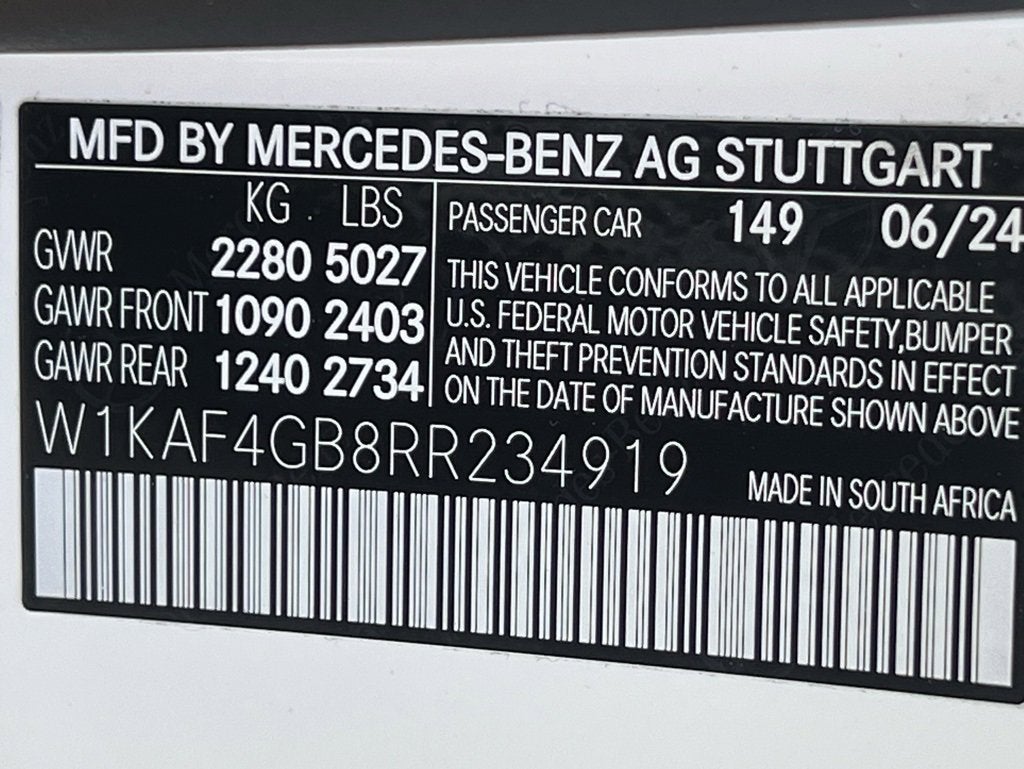 MFD BY MERCEDES-BENZ AG STUTTGART
KG . LBS
GVWR 2280 5027
GAWR FRONT 1090 2403
GAWR REAR 1240 2734
PASSENGER CAR 149 06/24
THIS VEHICLE CONFORMS TO ALL APPLICABLE
U.S. FEDERAL MOTOR VEHICLE SAFETY,BUMPER
AND THEFT PREVENTION STANDARDS IN EFFECT
ON THE DATE OF MANUFACTURE SHOWN ABOVE
W1KAF4GB8RR234919
MADE IN SOUTH AFRICA